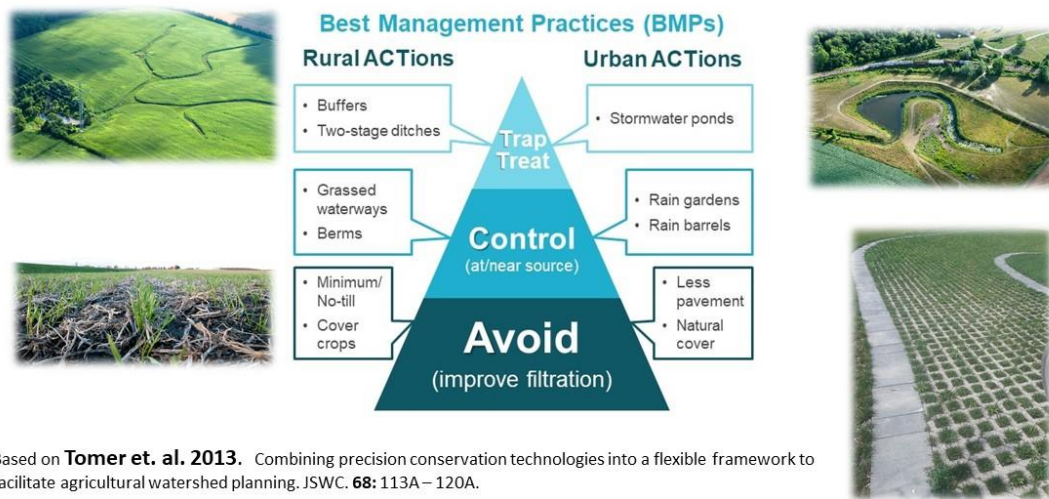 Best Management Practices (BMPs)
Rural ACTions
Urban ACTions
• Buffers
• Two-stage ditches
Trap
Treat
• Stormwater ponds
• Grassed
waterways
• Berms
Control
(at/near source)
• Rain gardens
• Rain barrels
• Minimum/
No-till
• Cover
crops
Avoid
(improve filtration)
• Less
pavement
• Natural
cover
Based on Tomer et. al. 2013. Combining precision conservation technologies into a flexible framework to
facilitate agricultural watershed planning. JSWC. 68: 113A – 120A.